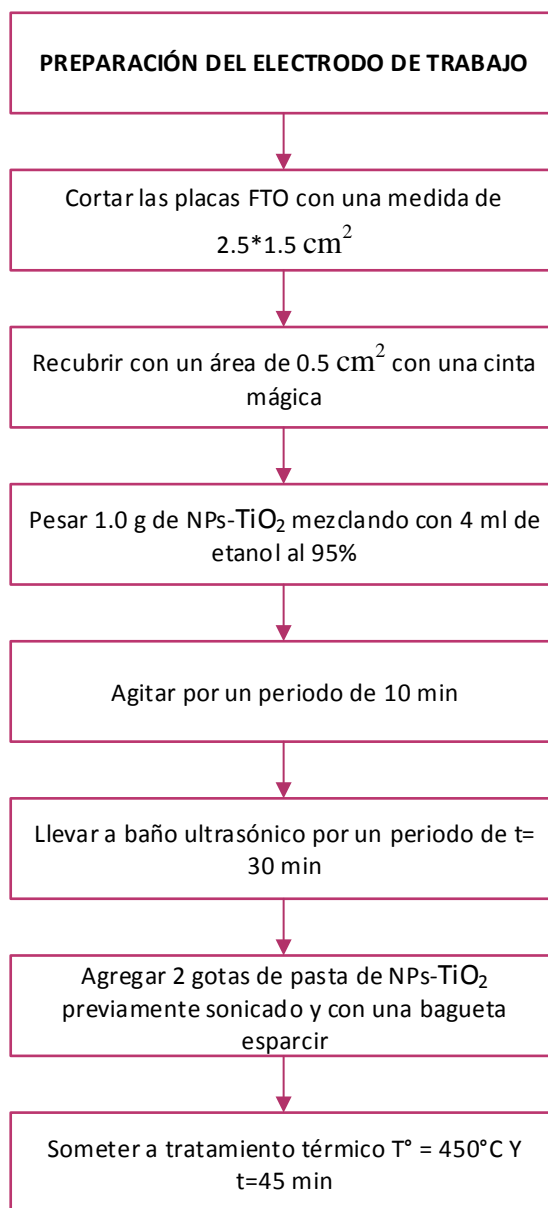 PREPARACIÓN DEL ELECTRODO DE TRABAJO
Cortar las placas FTO con una medida de
2.5*1.5 cm²
Recubrir con un área de 0.5 cm² con una cinta
mágica
Pesar 1.0 g de NPs-TiO₂ mezclando con 4 ml de
etanol al 95%
Agitar por un periodo de 10 min
Llevar a baño ultrasónico por un periodo de t=
30 min
Agregar 2 gotas de pasta de NPs-TiO₂
previamente sonicado y con una bagueta
esparcir
Someter a tratamiento térmico T° = 450°C Y
t=45 min